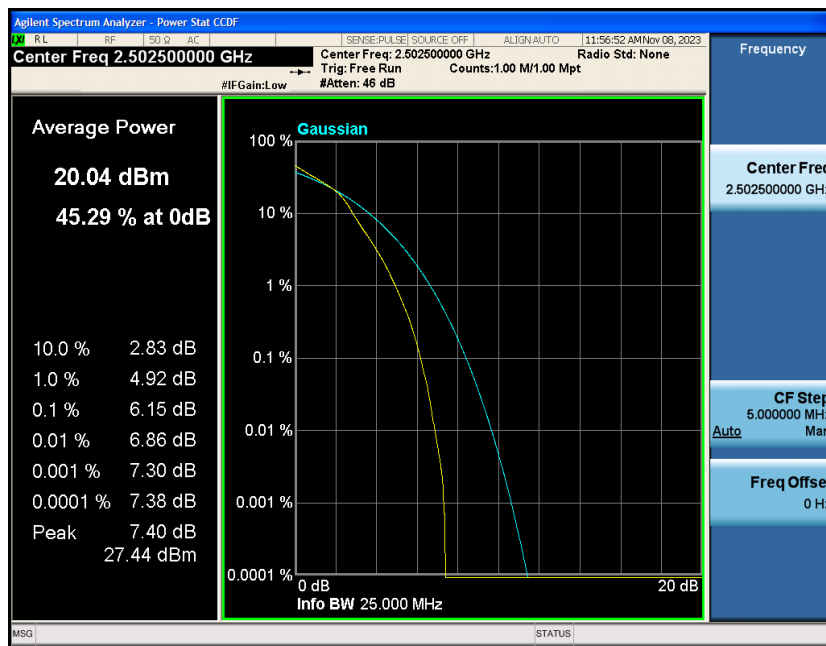 Agilent Spectrum Analyzer - Power Stat CCDF
LXI RL RF 50 Ω AC SENSE:PULSE SOURCE OFF ALIGN AUTO 11:56:52 AM Nov 08, 2023
Center Freq 2.502500000 GHz
Center Freq: 2.502500000 GHz Radio Std: None
Trig: Free Run Counts:1.00 M/1.00 Mpt
#IFGain:Low #Atten: 46 dB
Frequency
Average Power
20.04 dBm
45.29 % at 0dB
10.0 % 2.83 dB
1.0 % 4.92 dB
0.1 % 6.15 dB
0.01 % 6.86 dB
0.001 % 7.30 dB
0.0001 % 7.38 dB
Peak 7.40 dB
27.44 dBm
Gaussian
100 %
10 %
1 %
0.1 %
0.01 %
0.001 %
0.0001 %
0 dB 20 dB
Info BW 25.000 MHz
Center Freq
2.502500000 GH
CF Step
5.000000 MH
Auto Man
Freq Offse
0 H
MSG STATUS